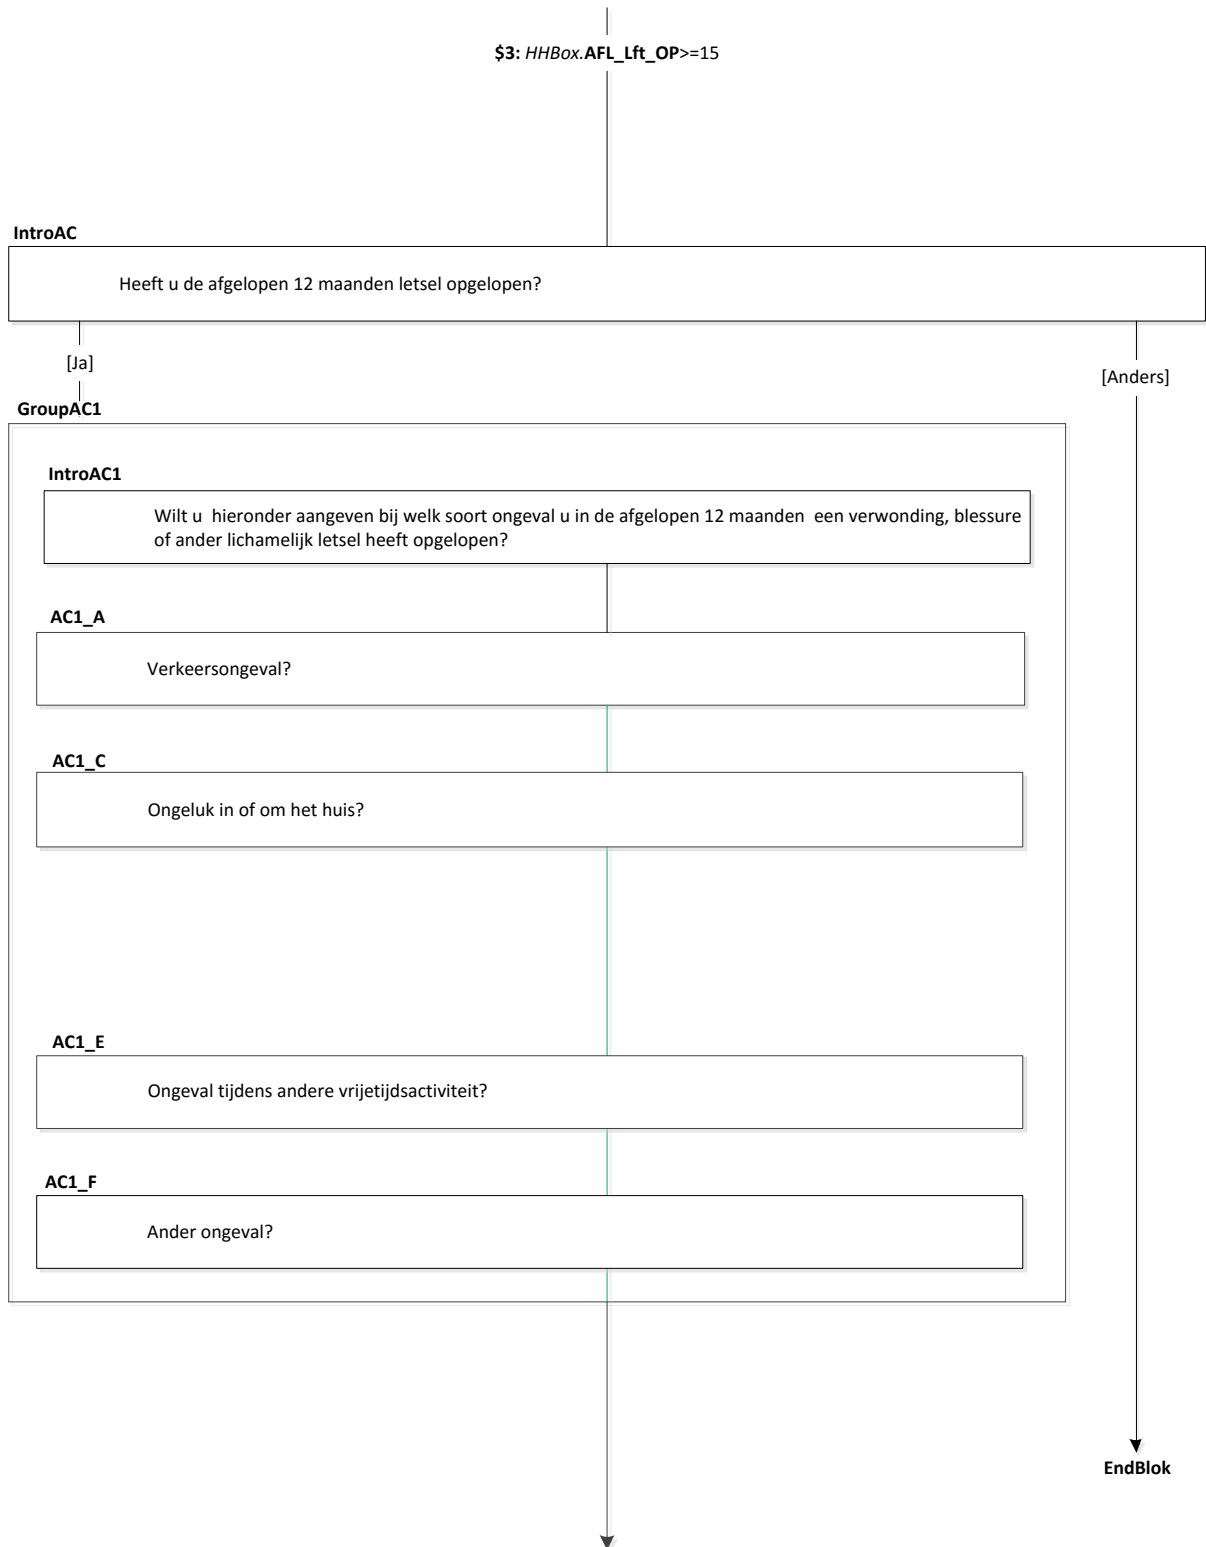 $3: HHBox.AFL_Lft_OP>=15
IntroAC
Heeft u de afgelopen 12 maanden letsel opgelopen?
[Ja]
[Anders]
GroupAC1
IntroAC1
Wilt u  hieronder aangeven bij welk soort ongeval u in de afgelopen 12 maanden  een verwonding, blessure
of ander lichamelijk letsel heeft opgelopen?
AC1_A
Verkeersongeval?
AC1_C
Ongeluk in of om het huis?
AC1_E
Ongeval tijdens andere vrijetijdsactiviteit?
AC1_F
Ander ongeval?
EndBlok